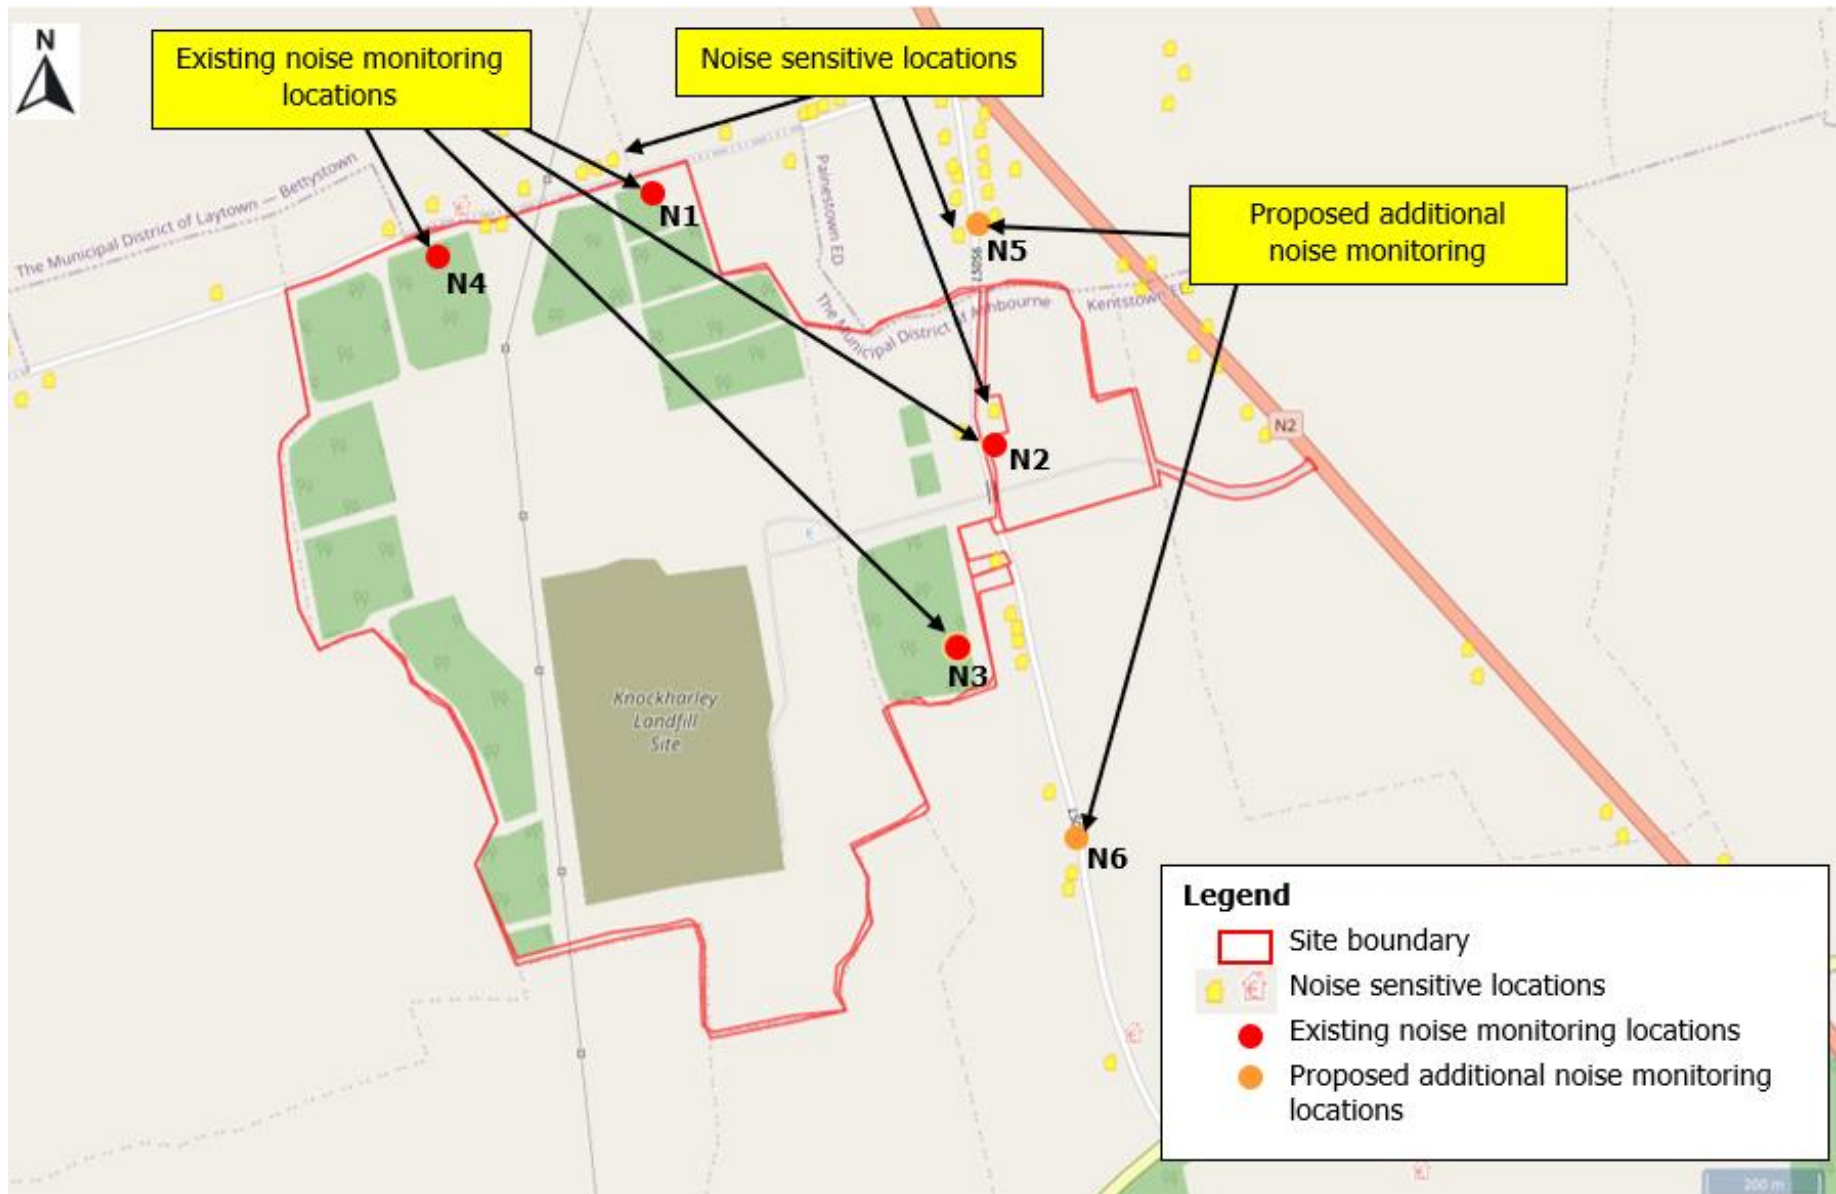 N
Existing noise monitoring
locations
Noise sensitive locations
Proposed additional
noise monitoring
The Municipal District of Laytown — Bettystown
Painestown ED
The Municipal District of Ashbourne
Kentstown ED
N1
N4
N5
L5056
N2
N2
N3
Knockharley
Landfill
Site
N6
Legend
Site boundary
Noise sensitive locations
Existing noise monitoring locations
Proposed additional noise monitoring
locations
200 m